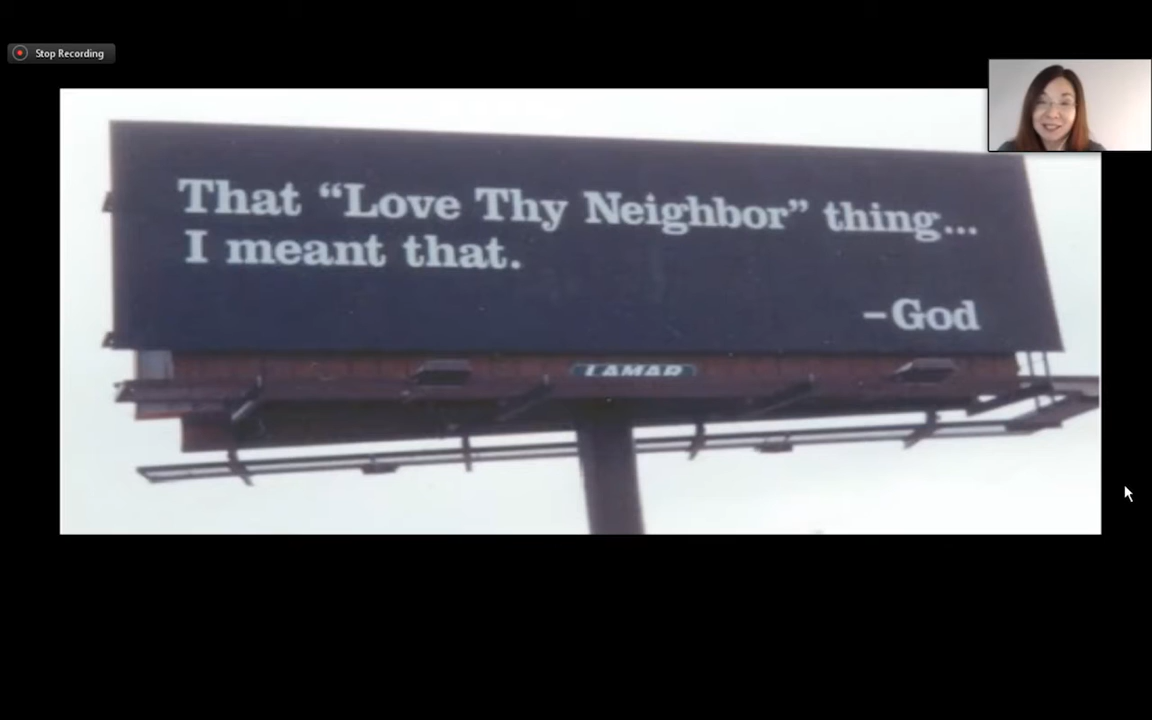 Stop Recording
That “Love Thy Neighbor” thing...
I meant that.
–God
LAMAR